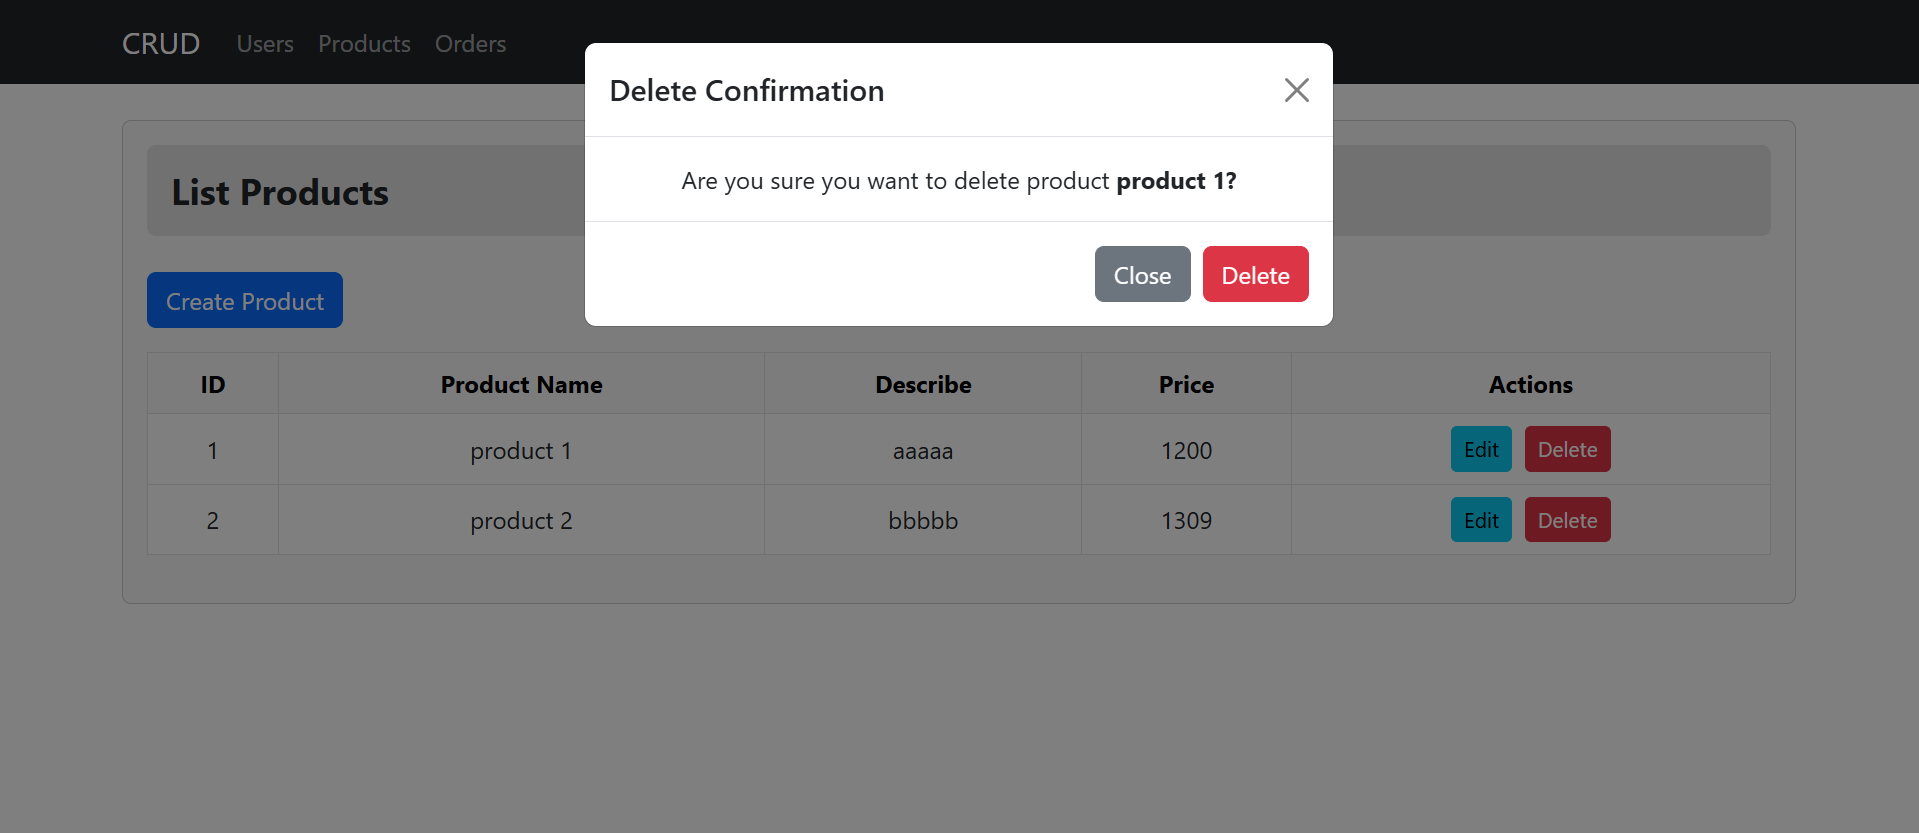 CRUD Users Products Orders
Delete Confirmation
Are you sure you want to delete product product 1?
Close Delete
List Products
Create Product
ID Product Name Describe Price Actions
1 product 1 aaaaa 1200 Edit Delete
2 product 2 bbbbb 1309 Edit Delete